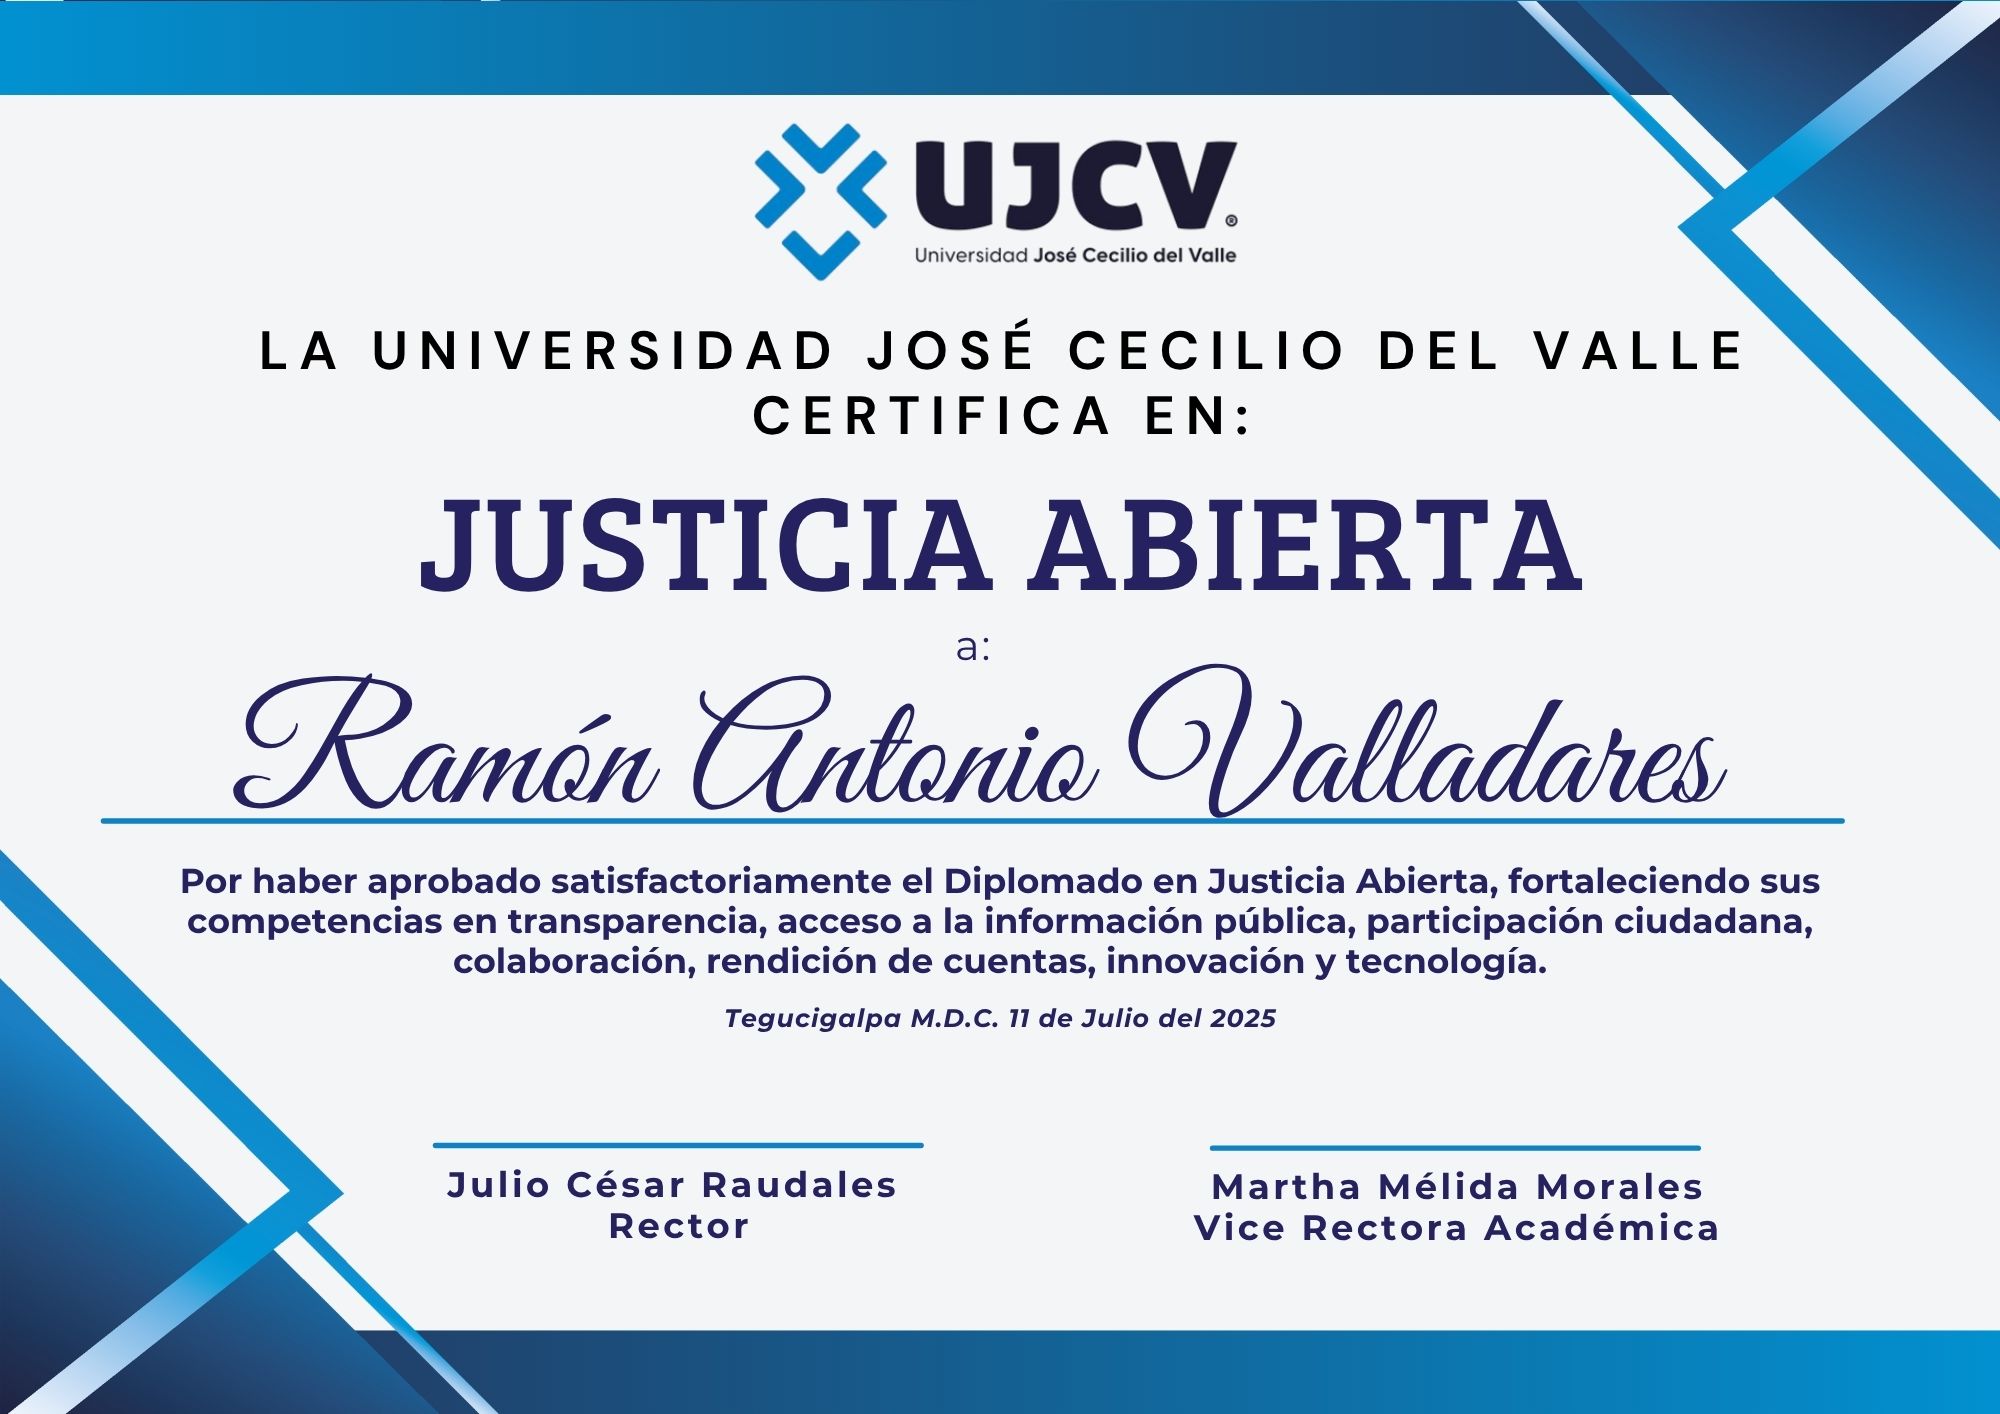 UJCV®
Universidad José Cecilio del Valle
LA UNIVERSIDAD JOSÉ CECILIO DEL VALLE
CERTIFICA EN:
JUSTICIA ABIERTA
a:
Ramón Antonio Valladares
Por haber aprobado satisfactoriamente el Diplomado en Justicia Abierta, fortaleciendo sus
competencias en transparencia, acceso a la información pública, participación ciudadana,
colaboración, rendición de cuentas, innovación y tecnología.
Tegucigalpa M.D.C. 11 de Julio del 2025
Julio César Raudales
Rector
Martha Mélida Morales
Vice Rectora Académica